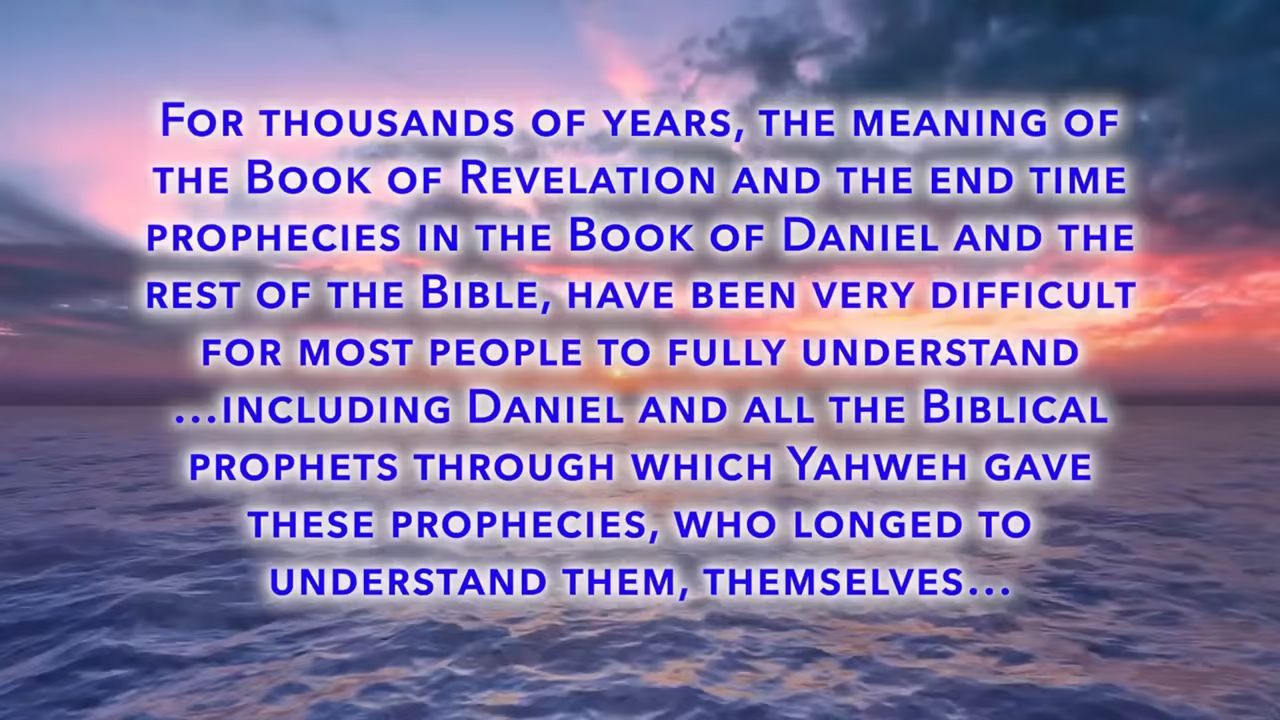 For thousands of years, the meaning of
the Book of Revelation and the end time
prophecies in the Book of Daniel and the
rest of the Bible, have been very difficult
for most people to fully understand
...including Daniel and all the Biblical
prophets through which Yahweh gave
these prophecies, who longed to
understand them, themselves...